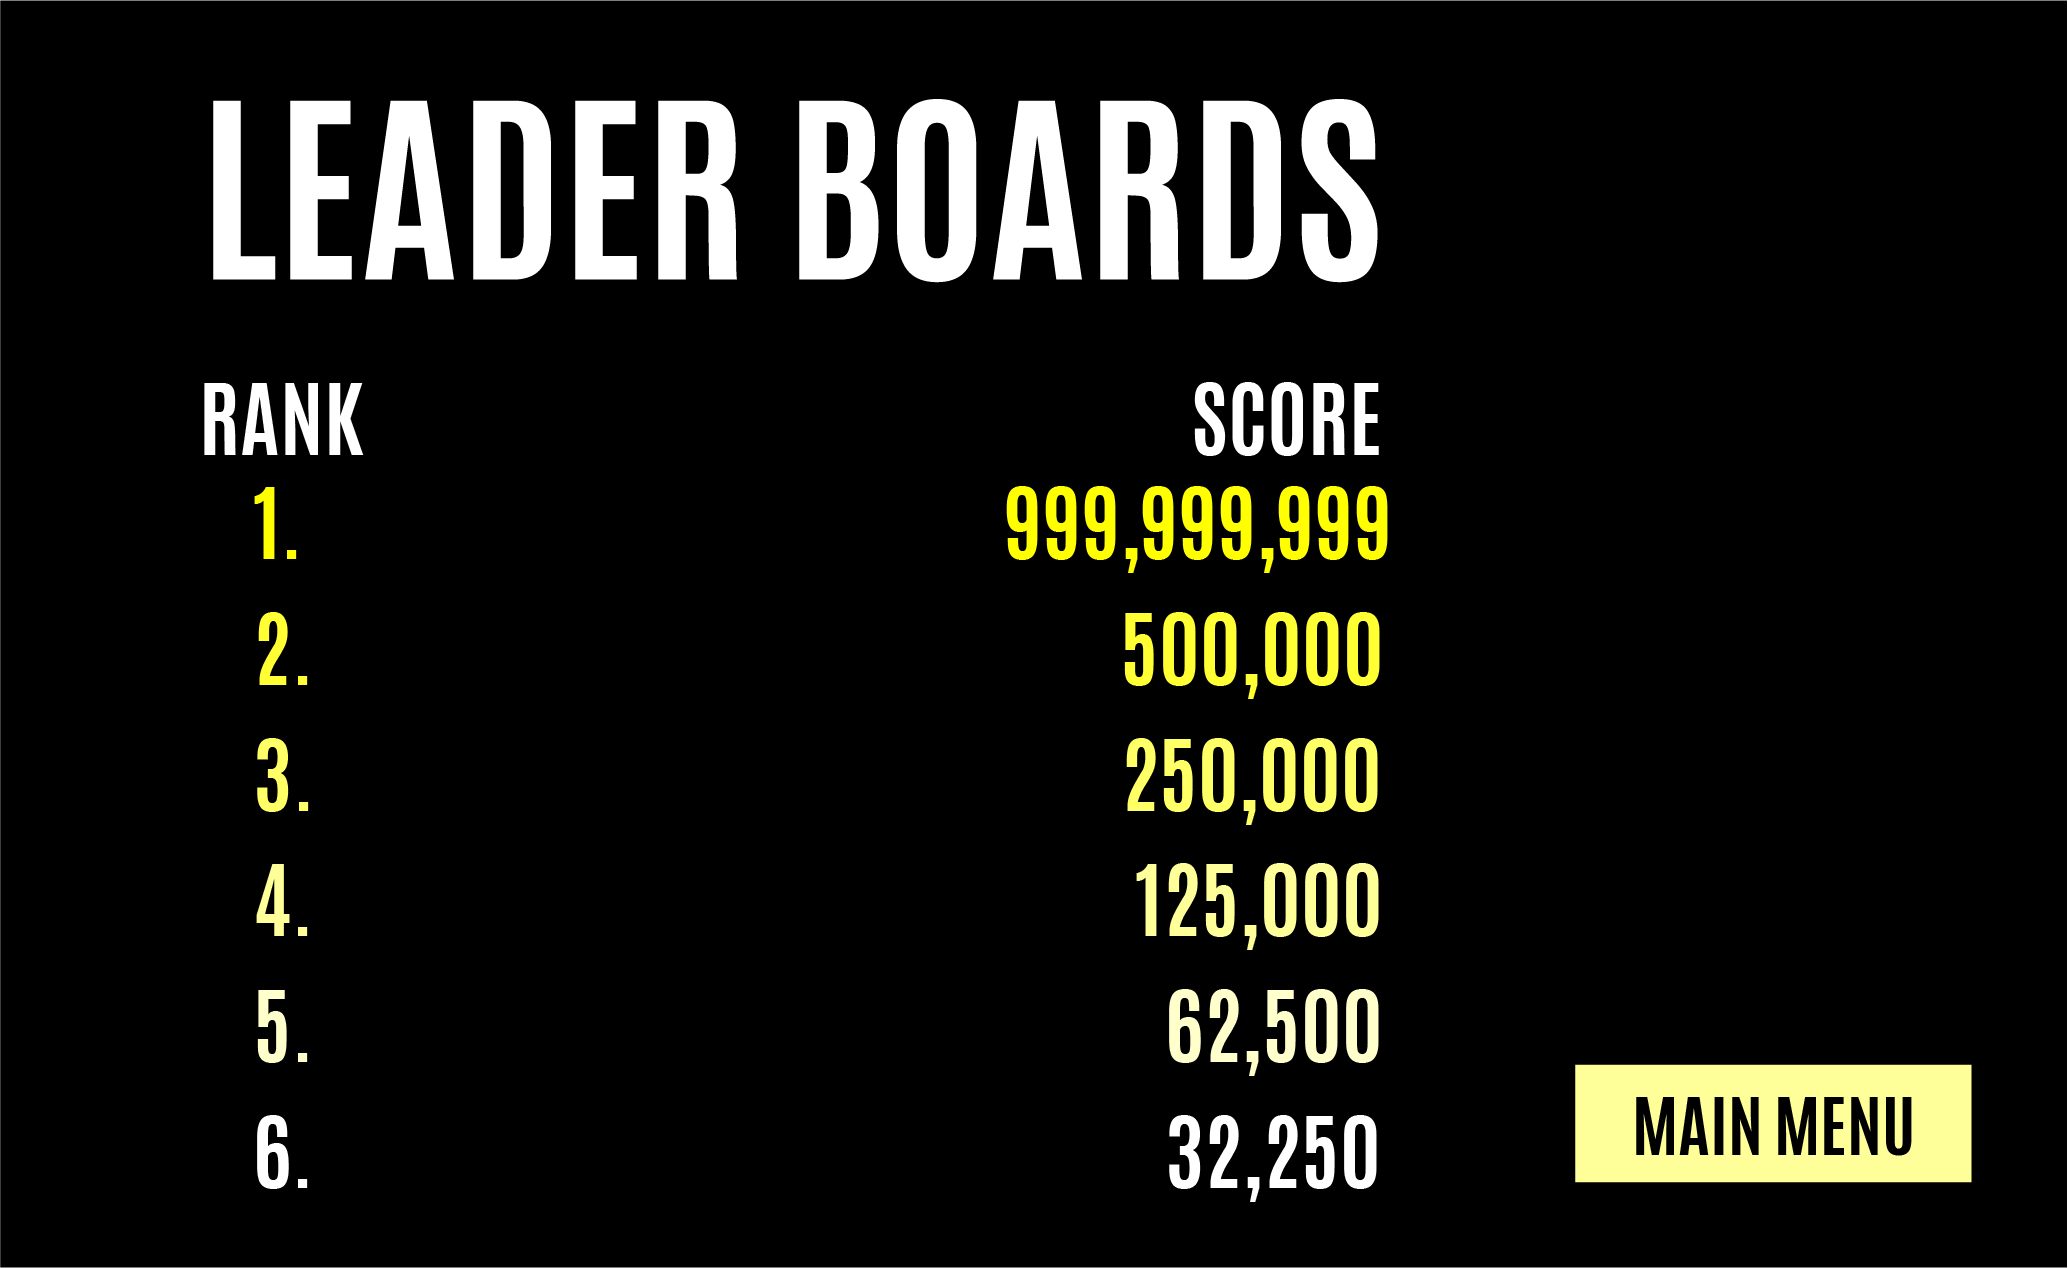 LEADER BOARDS
RANK SCORE
1. 999,999,999
2. 500,000
3. 250,000
4. 125,000
5. 62,500
6. 32,250
MAIN MENU